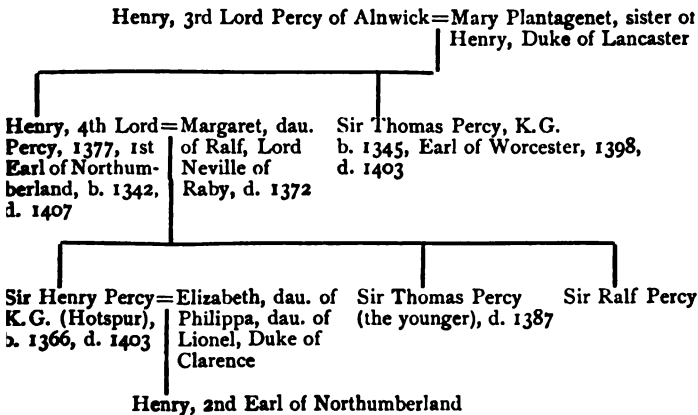 Henry, 3rd Lord Percy of Alnwick=Mary Plantagenet, sister of
Henry, Duke of Lancaster
Henry, 4th Lord=Margaret, dau.
Percy, 1377, 1st of Ralf, Lord
Earl of Northum- Neville of
berland, b. 1342, Raby, d. 1372
d. 1407
Sir Thomas Percy, K.G.
b. 1345, Earl of Worcester, 1398,
d. 1403
Sir Henry Percy=Elizabeth, dau. of
K.G. (Hotspur), Philippa, dau. of
b. 1366, d. 1403 Lionel, Duke of
Clarence
Sir Thomas Percy
(the younger), d. 1387
Sir Ralf Percy
Henry, 2nd Earl of Northumberland